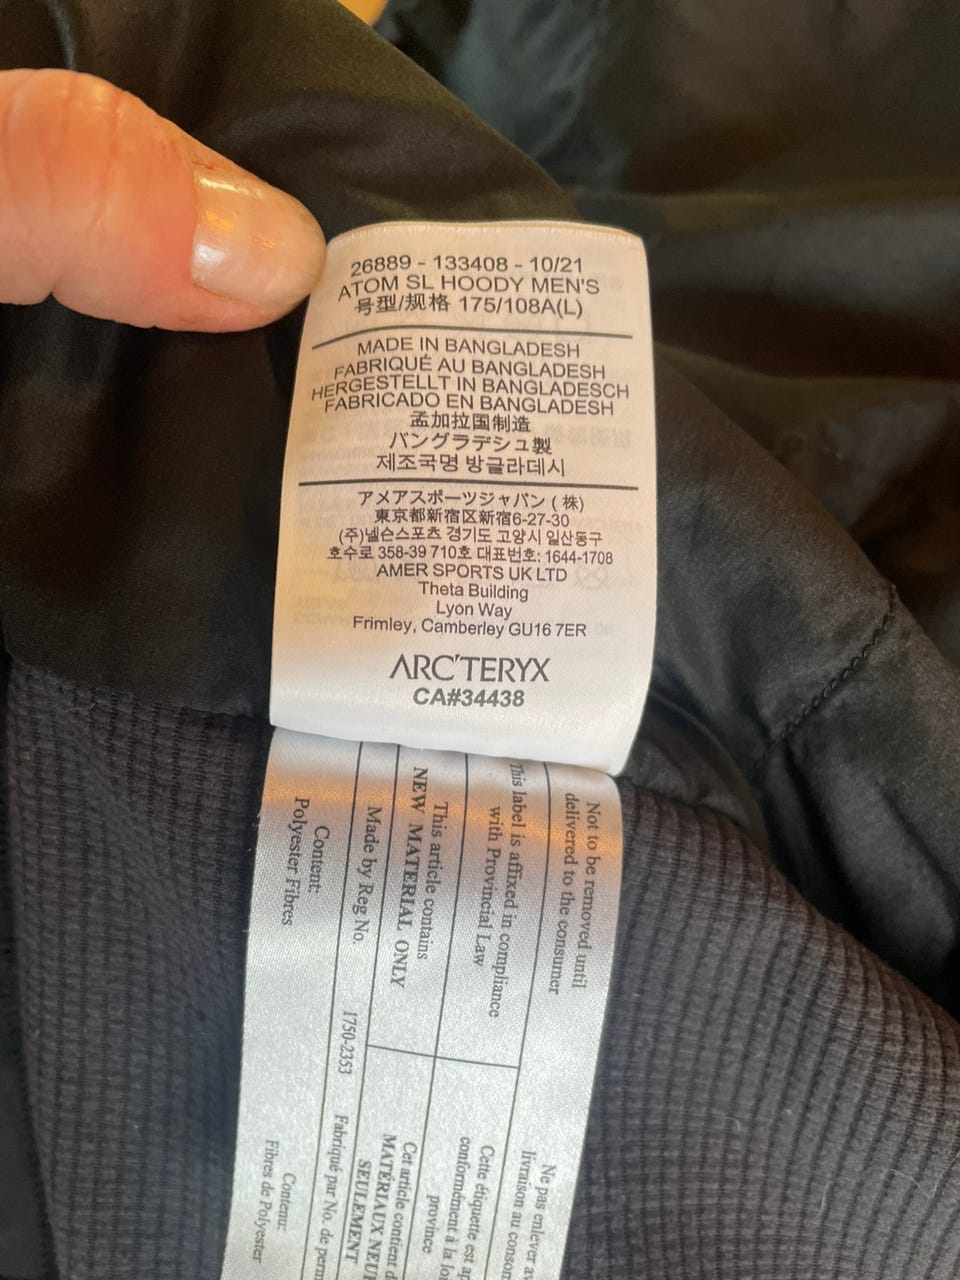 26889 - 133408 - 10/21
ATOM SL HOODY MEN'S
号型/规格 175/108A(L)
MADE IN BANGLADESH
FABRIQUÉ AU BANGLADESH
HERGESTELLT IN BANGLADESCH
FABRICADO EN BANGLADESH
孟加拉国制造
バングラデシュ製
제조국명 방글라데시
アメアスポーツジャパン (株)
東京都新宿区新宿6-27-30
(주)넬슨스포츠 경기도 고양시 일산동구
호수로 358-39 710호 대표번호: 1644-1708
AMER SPORTS UK LTD
Theta Building
Lyon Way
Frimley, Camberley GU16 7ER
ARC'TERYX
CA#34438
Not to be removed until
delivered to the consumer
Ne pas enlever
livraison au
This label is affixed in compliance
with Provincial Law
Cette étiquette est
conformément à la
province
This article contains
NEW MATERIAL ONLY
Cet article contient
MATÉRIAUX
SEULEMENT
Made by Reg No. 1750-2353 Fabriqué par No. de
Content:
Polyester Fibres
Contenu:
Fibres de Polyester